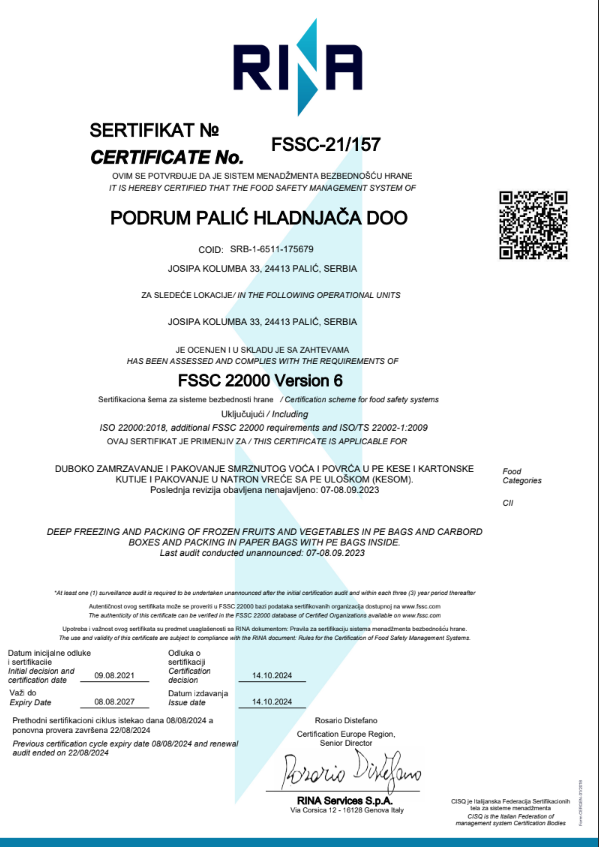 RINA
SERTIFIKAT №
CERTIFICATE No.
FSSC-21/157
OVIM SE POTVRĐUJE DA JE SISTEM MENADŽMENTA BEZBEDNOŠĆU HRANE
IT IS HEREBY CERTIFIED THAT THE FOOD SAFETY MANAGEMENT SYSTEM OF
PODRUM PALIĆ HLADNJAČA DOO
COID: SRB-1-6511-175679
JOSIPA KOLUMBA 33, 24413 PALIĆ, SERBIA
ZA SLEDEĆE LOKACIJE/ IN THE FOLLOWING OPERATIONAL UNITS
JOSIPA KOLUMBA 33, 24413 PALIĆ, SERBIA
JE OCENJEN I U SKLADU JE SA ZAHTEVAMA
HAS BEEN ASSESSED AND COMPLIES WITH THE REQUIREMENTS OF
FSSC 22000 Version 6
Sertifikaciona šema za sisteme bezbednosti hrane / Certification scheme for food safety systems
Uključujući / Including
ISO 22000:2018, additional FSSC 22000 requirements and ISO/TS 22002-1:2009
OVAJ SERTIFIKAT JE PRIMENJIV ZA / THIS CERTIFICATE IS APPLICABLE FOR
DUBOKO ZAMRZAVANJE I PAKOVANJE SMRZNUTOG VOĆA I POVRĆA U PE KESE I KARTONSKE
KUTIJE I PAKOVANJE U NATRON VREĆE SA PE ULOŠKOM (KESOM).
Poslednja revizija obavljena nenajavljeno: 07-08.09.2023
Food
Categories
CII
DEEP FREEZING AND PACKING OF FROZEN FRUITS AND VEGETABLES IN PE BAGS AND CARBORD
BOXES AND PACKING IN PAPER BAGS WITH PE BAGS INSIDE.
Last audit conducted unannounced: 07-08.09.2023
*At least one (1) surveillance audit is required to be undertaken unannounced after the initial certification audit and within each three (3) year period thereafter
Autentičnost ovog sertifikata može se proveriti u FSSC 22000 bazi podataka sertifikovanih organizacija dostupnoj na www.fssc.com
The authenticity of this certificate can be verified in the FSSC 22000 database of Certified Organizations available on www.fssc.com
Upotreba i važnost ovog sertifikata su predmet usaglašenosti sa RINA dokumentom: Pravila za sertifikaciju sistema menadžmenta bezbednošću hrane.
The use and validity of this certificate are subject to compliance with the RINA document: Rules for the Certification of Food Safety Management Systems.
Datum inicijalne odluke
i sertifikaciie
Initial decision and
certification date
09.08.2021
Odluka o
sertifikaciji
Certification
decision
14.10.2024
Važi do
Expiry Date
08.08.2027
Datum izdavanja
Issue date
14.10.2024
Prethodni sertifikacioni ciklus istekao dana 08/08/2024 a
ponovna provera završena 22/08/2024
Previous certification cycle expiry date 08/08/2024 and renewal
audit ended on 22/08/2024
Rosario Distefano
Certification Europe Region,
Senior Director
Rosario Distefano
RINA Services S.p.A.
Via Corsica 12 - 16128 Genova Italy
CISQ je Italijanska Federacija Sertifikacionih
tela za sisteme menadžmenta
CISQ is the Italian Federation of
management system Certification Bodies